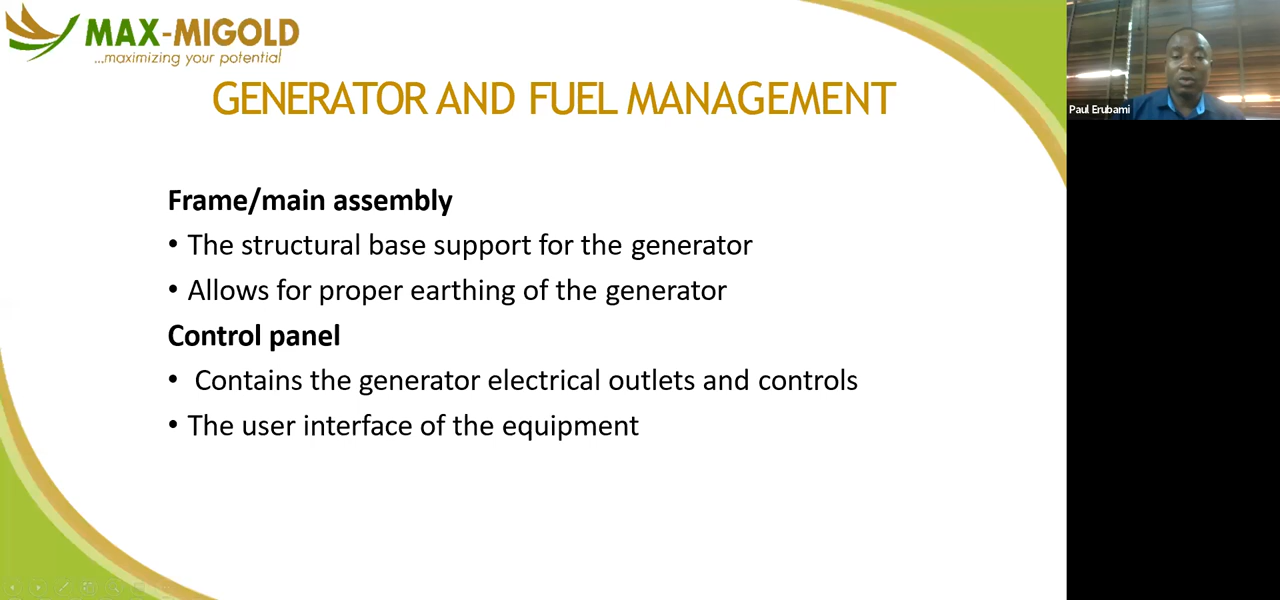 MAX-MIGOLD
...maximizing your potential
GENERATOR AND FUEL MANAGEMENT
Paul Erubami
Frame/main assembly
• The structural base support for the generator
• Allows for proper earthing of the generator
Control panel
• Contains the generator electrical outlets and controls
• The user interface of the equipment